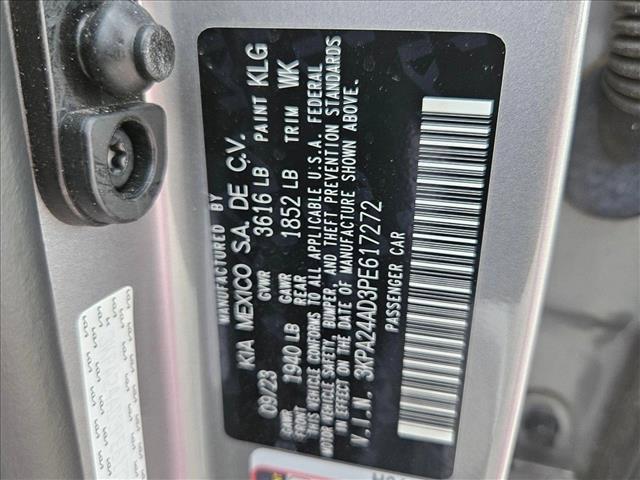 MANUFACTURED BY
KIA MEXICO S.A. DE C.V.
09/23 GVWR 3616 LB PAINT KLG
GAWR FRONT 1940 LB GAWR REAR 1852 LB TRIM WK
THIS VEHICLE CONFORMS TO ALL APPLICABLE U.S.A. FEDERAL
MOTOR VEHICLE SAFETY, BUMPER, AND THEFT PREVENTION STANDARDS
IN EFFECT ON THE DATE OF MANUFACTURE SHOWN ABOVE.
V.I.N. 3KPA24AD3PE617272
PASSENGER CAR